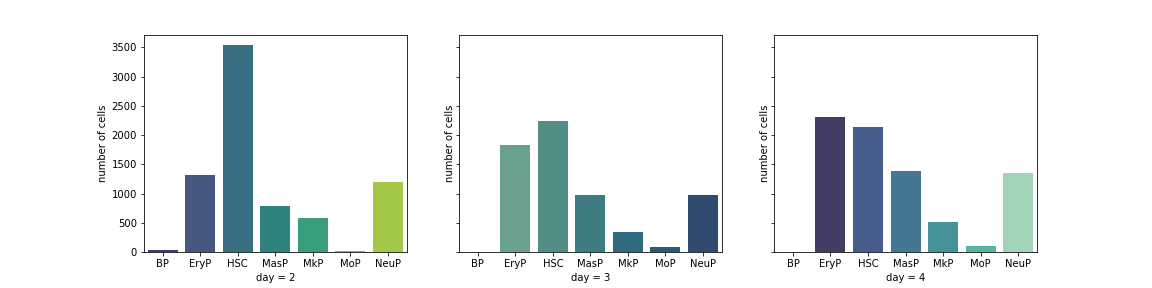 3500
3000
2500
2000
1500
1000
500
0
number of cells
BP EryP HSC MasP MkP MoP NeuP
day = 2
number of cells
BP EryP HSC MasP MkP MoP NeuP
day = 3
number of cells
BP EryP HSC MasP MkP MoP NeuP
day = 4